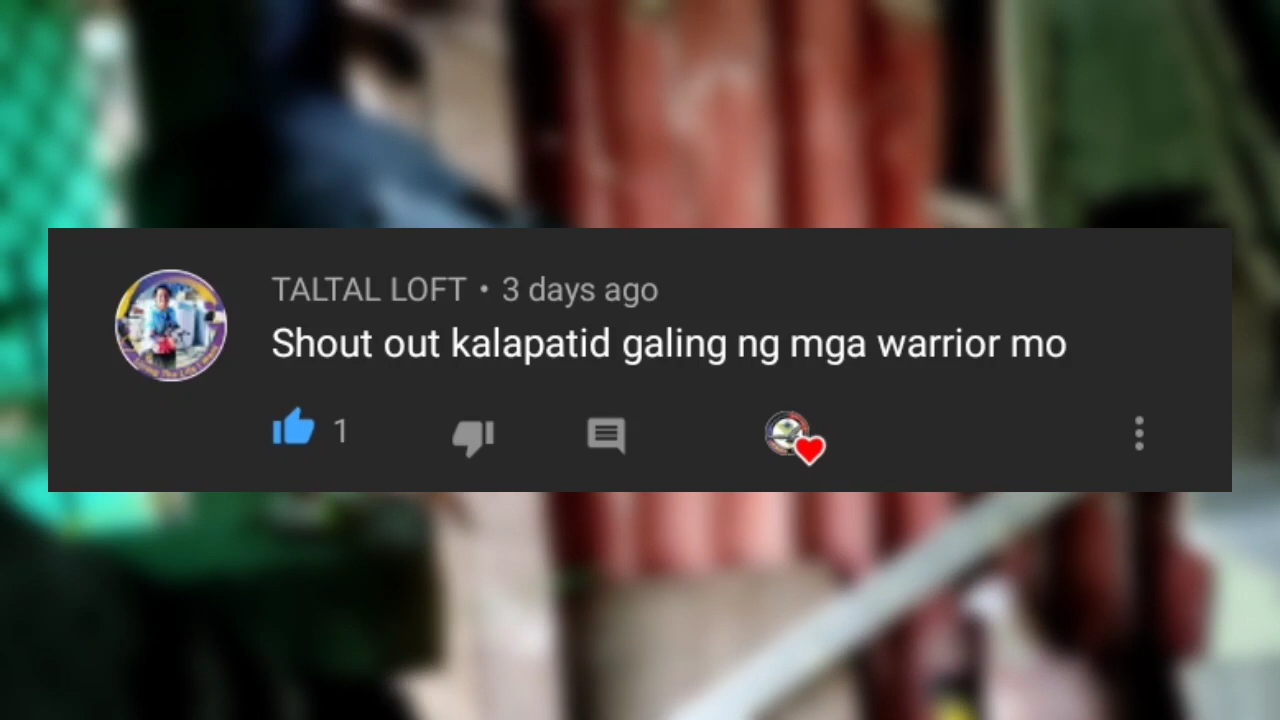 TALTAL LOFT • 3 days ago
Shout out kalapatid galing ng mga warrior mo
1